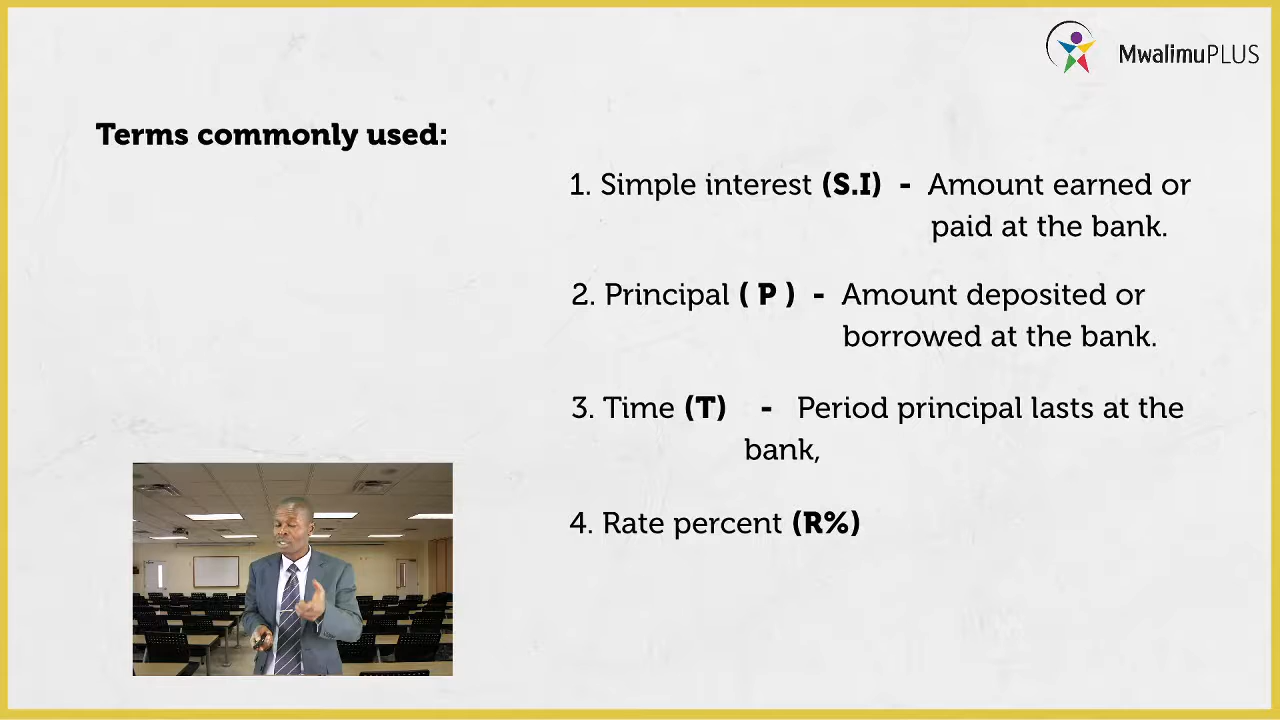 MwalimuPLUS
Terms commonly used:
1. Simple interest (S.I) - Amount earned or
paid at the bank.
2. Principal ( P ) - Amount deposited or
borrowed at the bank.
3. Time (T) - Period principal lasts at the
bank,
4. Rate percent (R%)